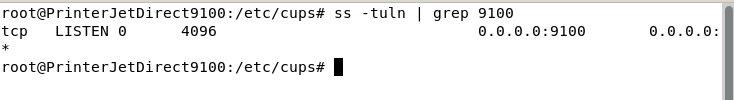 root@PrinterJetDirect9100:/etc/cups# ss -tuln | grep 9100
tcp   LISTEN 0      4096                              0.0.0.0:9100       0.0.0.0:
*
root@PrinterJetDirect9100:/etc/cups#